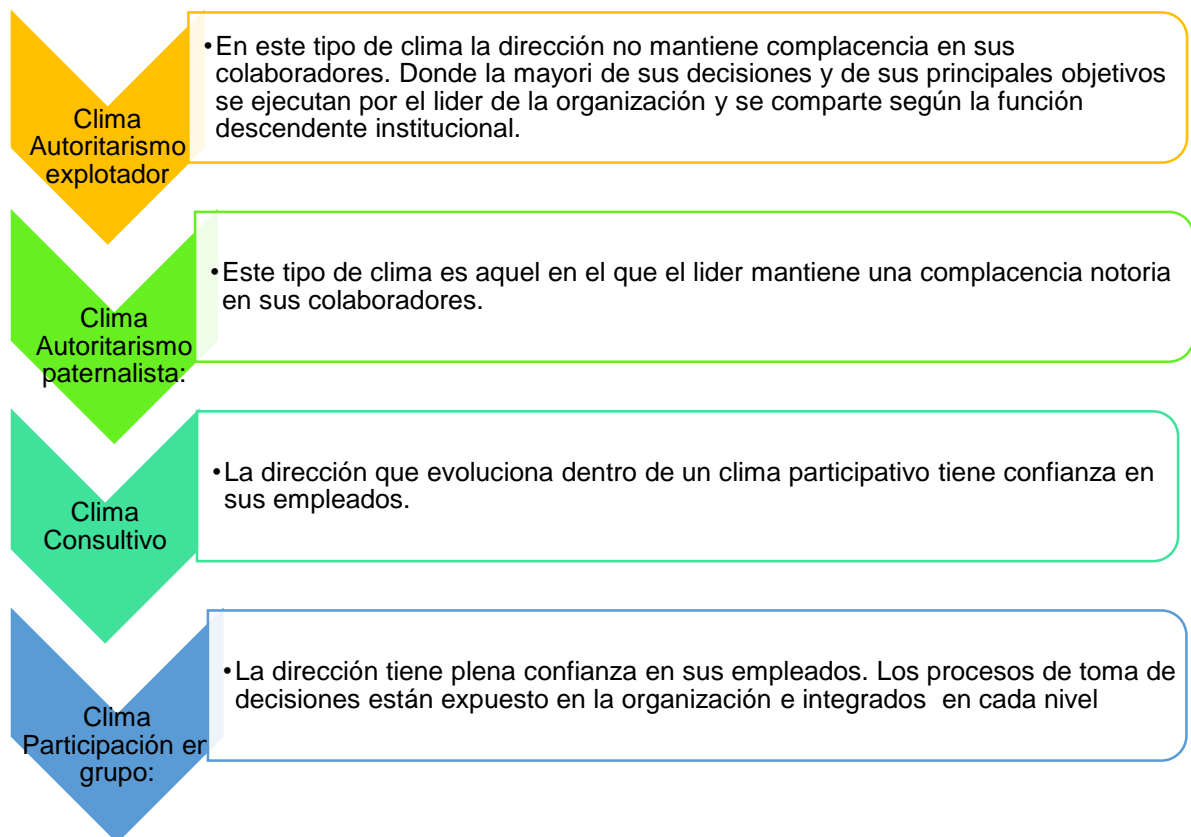 Clima
Autoritarismo
explotador
•En este tipo de clima la dirección no mantiene complacencia en sus
colaboradores. Donde la mayori de sus decisiones y de sus principales objetivos
se ejecutan por el lider de la organización y se comparte según la función
descendente institucional.
Clima
Autoritarismo
paternalista:
•Este tipo de clima es aquel en el que el lider mantiene una complacencia notoria
en sus colaboradores.
Clima
Consultivo
•La dirección que evoluciona dentro de un clima participativo tiene confianza en
sus empleados.
Clima
Participación en
grupo:
•La dirección tiene plena confianza en sus empleados. Los procesos de toma de
decisiones están expuesto en la organización e integrados  en cada nivel